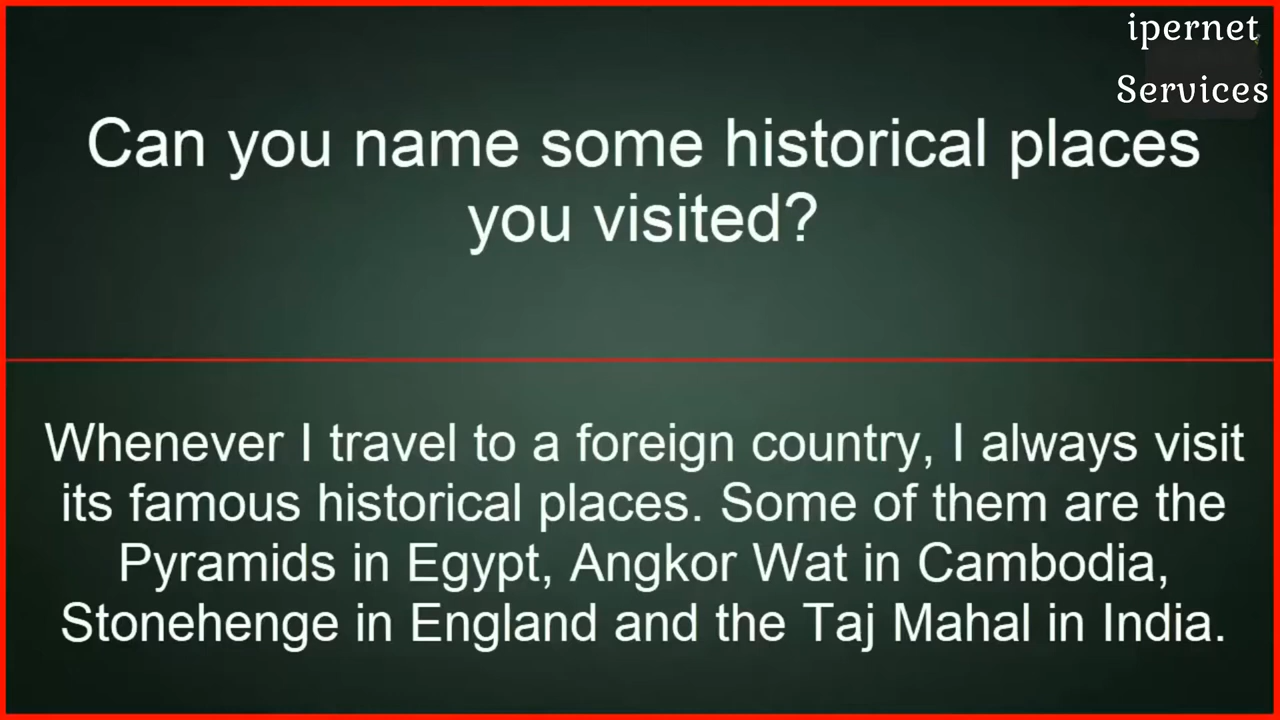 ipernet
Services
Can you name some historical places
you visited?
Whenever I travel to a foreign country, I always visit
its famous historical places. Some of them are the
Pyramids in Egypt, Angkor Wat in Cambodia,
Stonehenge in England and the Taj Mahal in India.